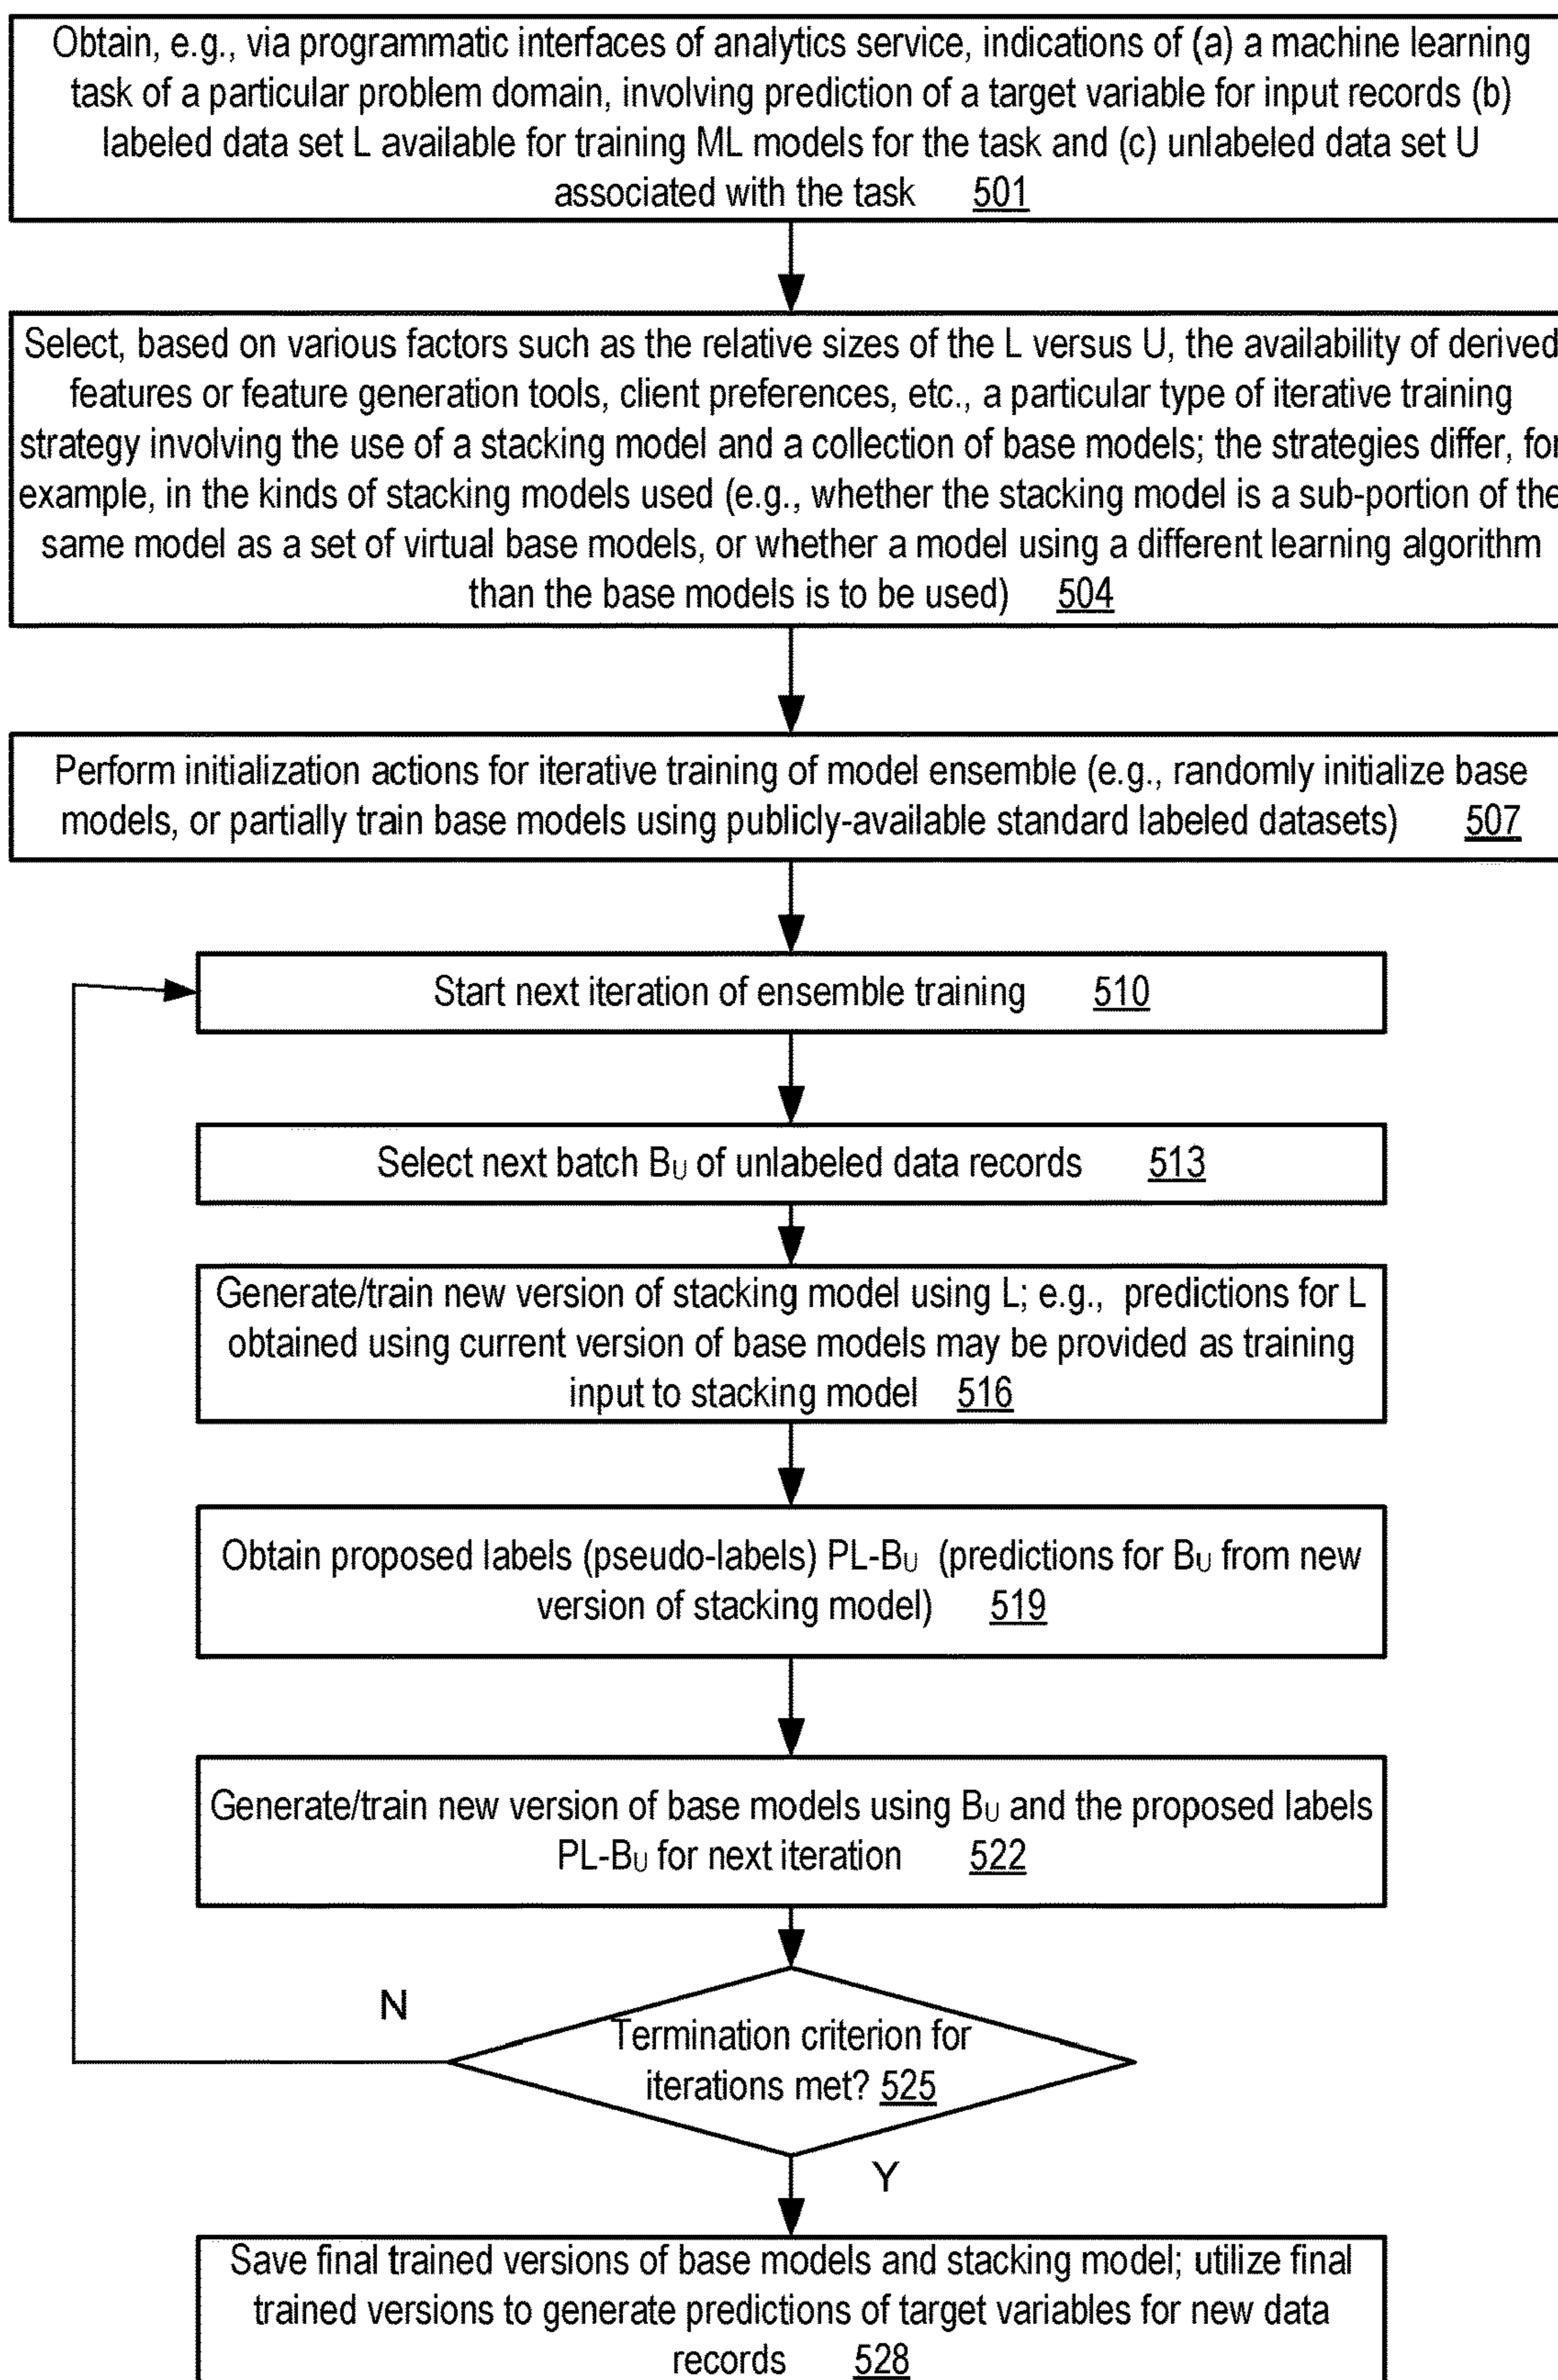 Obtain, e.g., via programmatic interfaces of analytics service, indications of (a) a machine learning
task of a particular problem domain, involving prediction of a target variable for input records (b)
labeled data set L available for training ML models for the task and (c) unlabeled data set U
associated with the task 501
Select, based on various factors such as the relative sizes of the L versus U, the availability of derived
features or feature generation tools, client preferences, etc., a particular type of iterative training
strategy involving the use of a stacking model and a collection of base models; the strategies differ, for
example, in the kinds of stacking models used (e.g., whether the stacking model is a sub-portion of the
same model as a set of virtual base models, or whether a model using a different learning algorithm
than the base models is to be used) 504
Perform initialization actions for iterative training of model ensemble (e.g., randomly initialize base
models, or partially train base models using publicly-available standard labeled datasets) 507
Start next iteration of ensemble training 510
Select next batch BU of unlabeled data records 513
Generate/train new version of stacking model using L; e.g., predictions for L
obtained using current version of base models may be provided as training
input to stacking model 516
Obtain proposed labels (pseudo-labels) PL-BU (predictions for BU from new
version of stacking model) 519
Generate/train new version of base models using BU and the proposed labels
PL-BU for next iteration 522
N
Termination criterion for
iterations met? 525
Y
Save final trained versions of base models and stacking model; utilize final
trained versions to generate predictions of target variables for new data
records 528